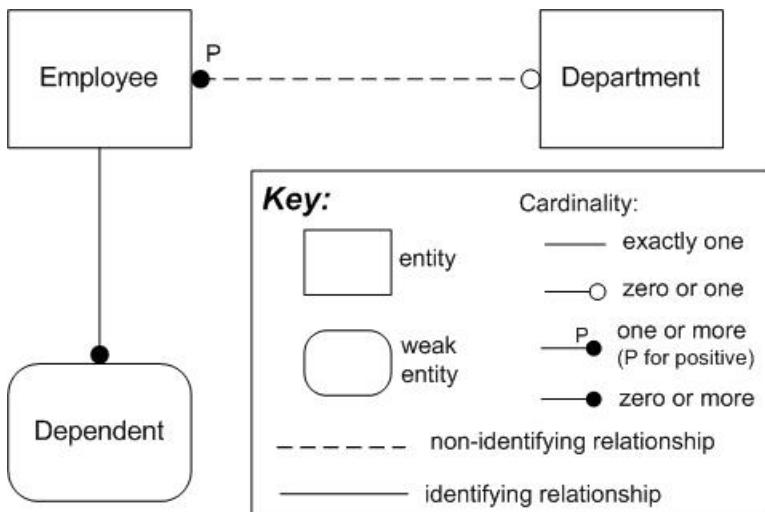 P
Employee
Department
Key:
Cardinality:
entity
exactly one
zero or one
weak
entity
P
one or more
(P for positive)
zero or more
Dependent
non-identifying relationship
identifying relationship